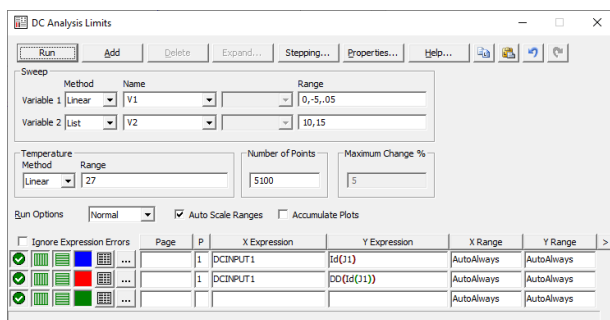 DC Analysis Limits
Run Add Delete Expand... Stepping... Properties... Help...
Sweep
Method Name Range
Variable 1 Linear V1 0,-5,.05
Variable 2 List V2 10,15
Temperature Number of Points Maximum Change %
Method Range
Linear 27 5100 5
Run Options Normal Auto Scale Ranges Accumulate Plots
Ignore Expression Errors Page P X Expression Y Expression X Range Y Range >
... 1 DCINPUT1 Id(J1) AutoAlways AutoAlways
... 1 DCINPUT1 DD(Id(J1)) AutoAlways AutoAlways
... AutoAlways AutoAlways